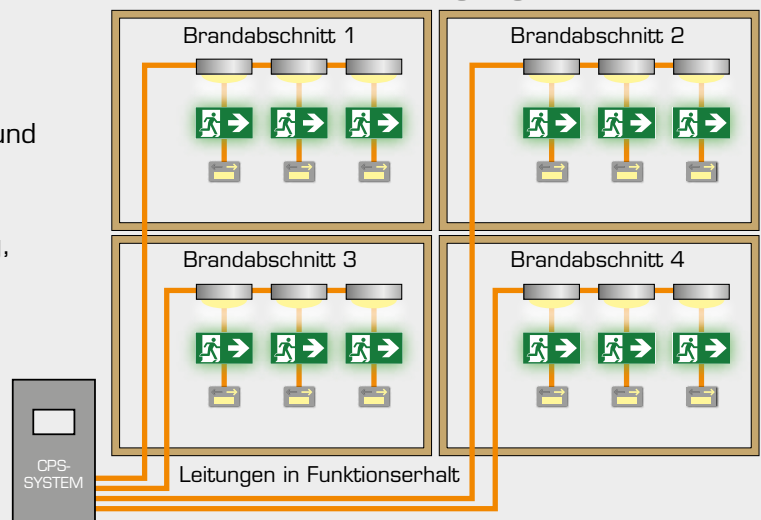 Brandabschnitt 1
Brandabschnitt 2
und
Brandabschnitt 3
Brandabschnitt 4
CPS-
SYSTEM
Leitungen in Funktionserhalt